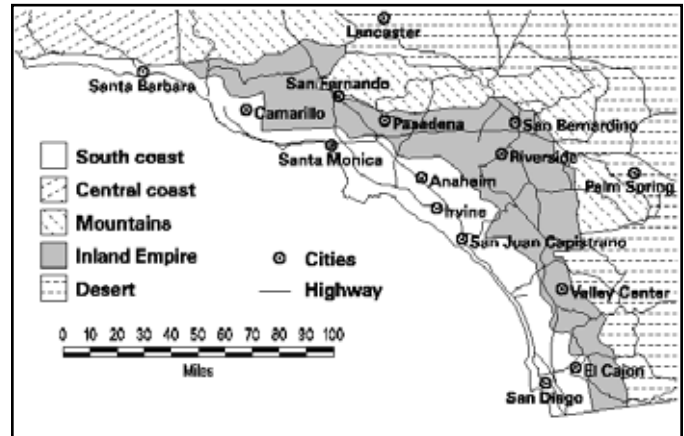 Lancaster
Santa Barbara
San Fernando
Camarillo
Pasadena
San Bernardino
Santa Monica
Riverside
Anaheim
Palm Spring
Irvine
San Juan Capistrano
Valley Center
El Cajon
San Diego
South coast
Central coast
Mountains
Inland Empire
Desert
Cities
Highway
0 10 20 30 40 50 60 70 80 90 100
Miles